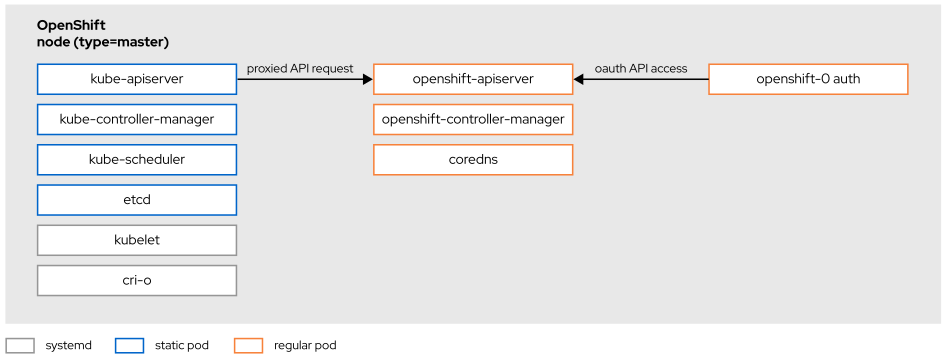 OpenShift
node (type=master)
kube-apiserver
proxied API request
openshift-apiserver
oauth API access
openshift-0 auth
kube-controller-manager
openshift-controller-manager
kube-scheduler
coredns
etcd
kubelet
cri-o
systemd
static pod
regular pod